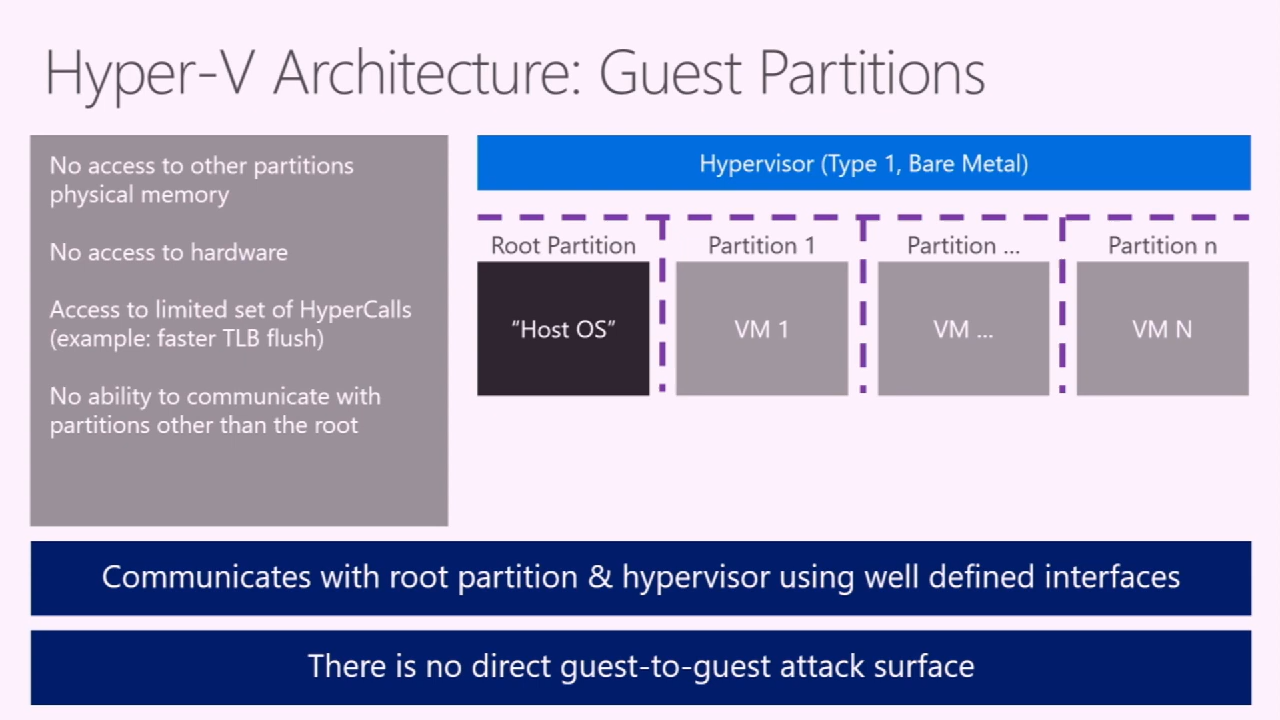 Hyper-V Architecture: Guest Partitions
No access to other partitions
physical memory
No access to hardware
Access to limited set of HyperCalls
(example: faster TLB flush)
No ability to communicate with
partitions other than the root
Hypervisor (Type 1, Bare Metal)
Root Partition
Partition 1
Partition ...
Partition n
“Host OS”
VM 1
VM ...
VM N
Communicates with root partition & hypervisor using well defined interfaces
There is no direct guest-to-guest attack surface